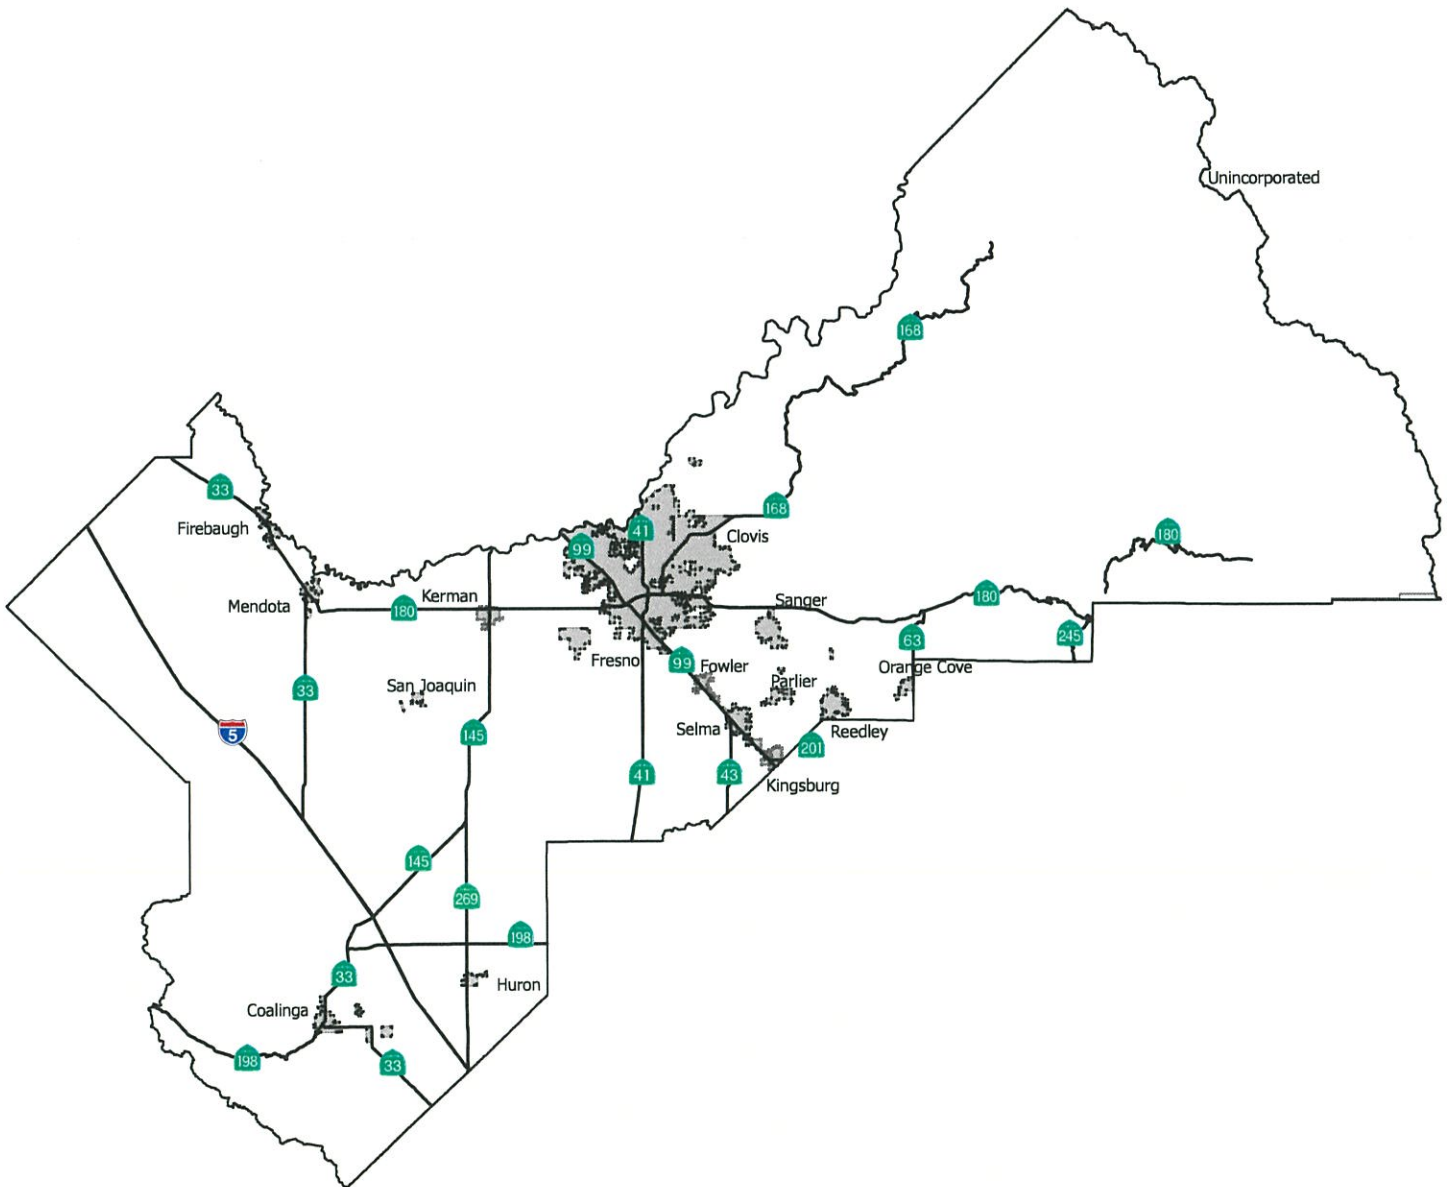 Unincorporated
168
33
Firebaugh
168
41
Clovis
99
180
Mendota
180
Kerman
Sanger
180
63
245
Fresno
99
Fowler
Orange Cove
33
San Joaquin
Parlier
5
145
Selma
Reedley
201
41
43
Kingsburg
145
269
198
33
Huron
Coalinga
198
33